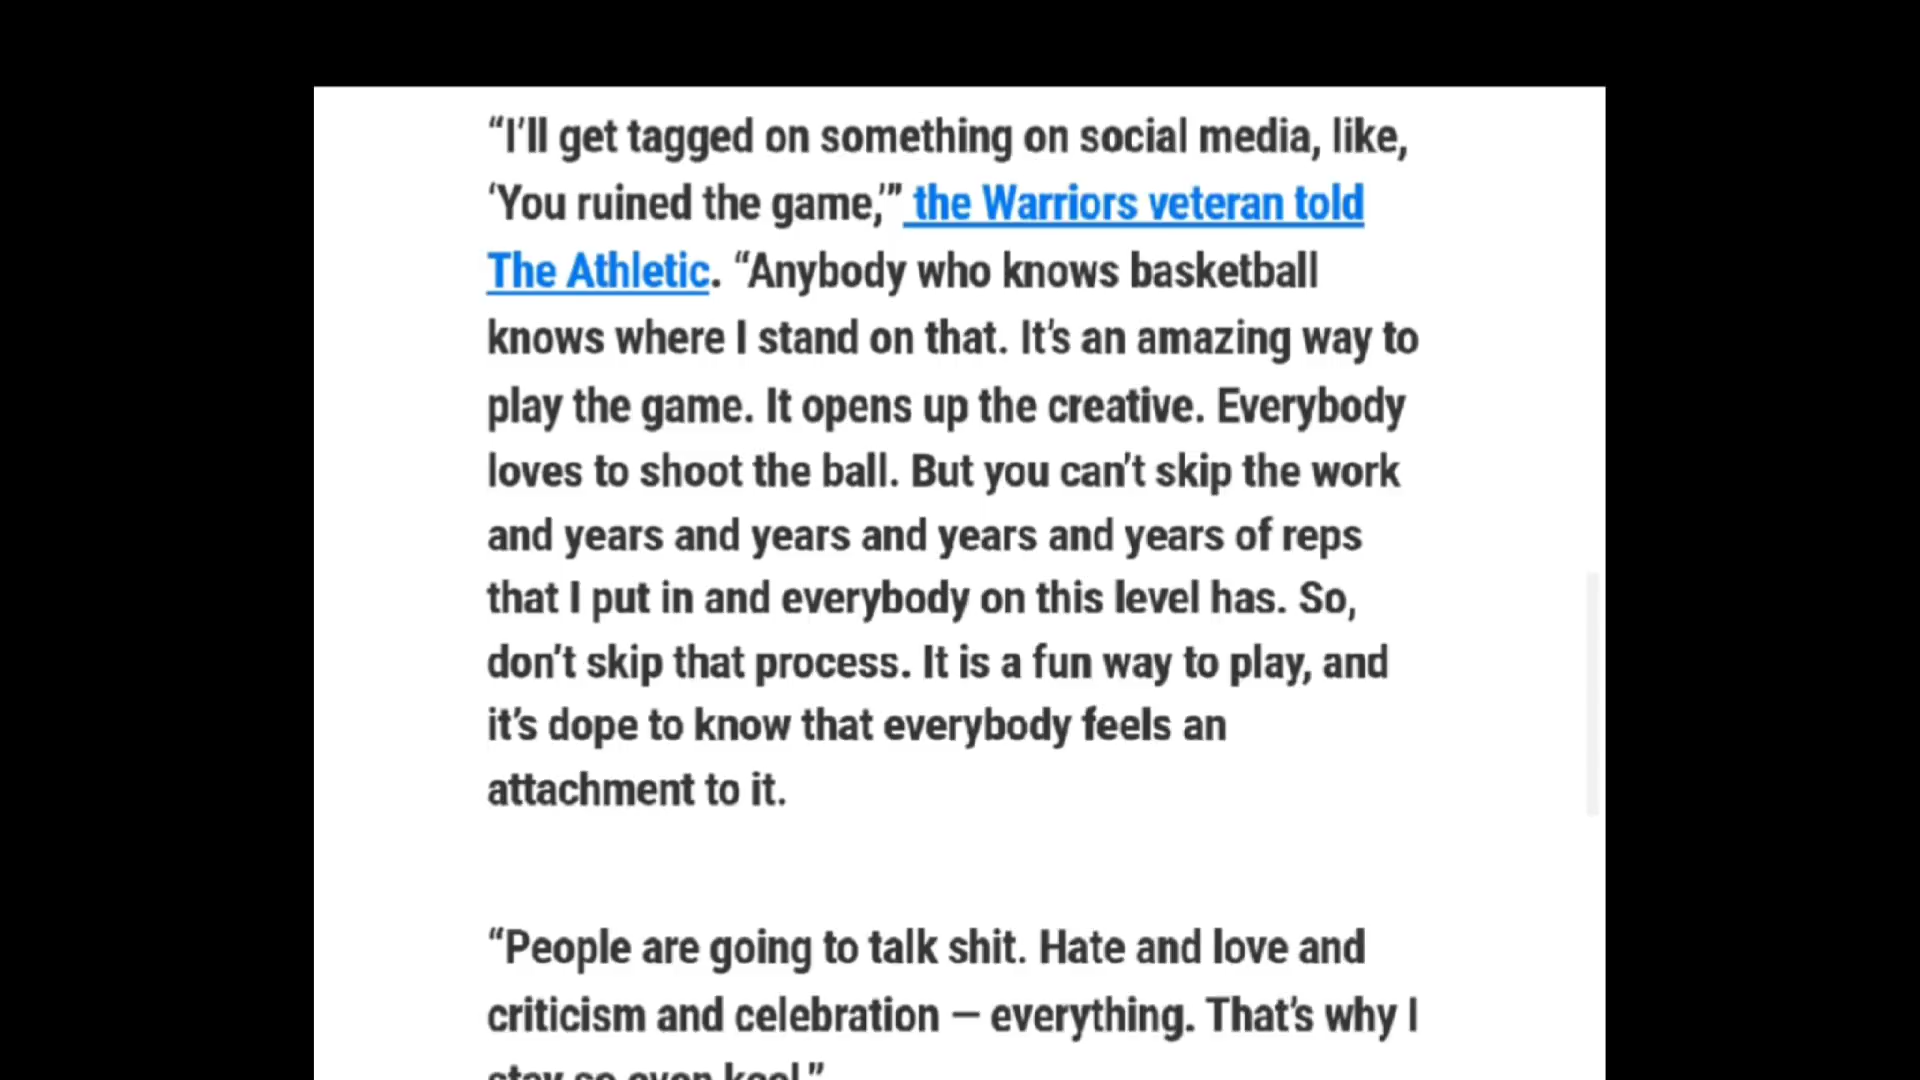 “I’ll get tagged on something on social media, like,
‘You ruined the game,’” the Warriors veteran told
The Athletic. “Anybody who knows basketball
knows where I stand on that. It’s an amazing way to
play the game. It opens up the creative. Everybody
loves to shoot the ball. But you can’t skip the work
and years and years and years and years of reps
that I put in and everybody on this level has. So,
don’t skip that process. It is a fun way to play, and
it’s dope to know that everybody feels an
attachment to it.
“People are going to talk shit. Hate and love and
criticism and celebration — everything. That’s why I
stay so even keel.”